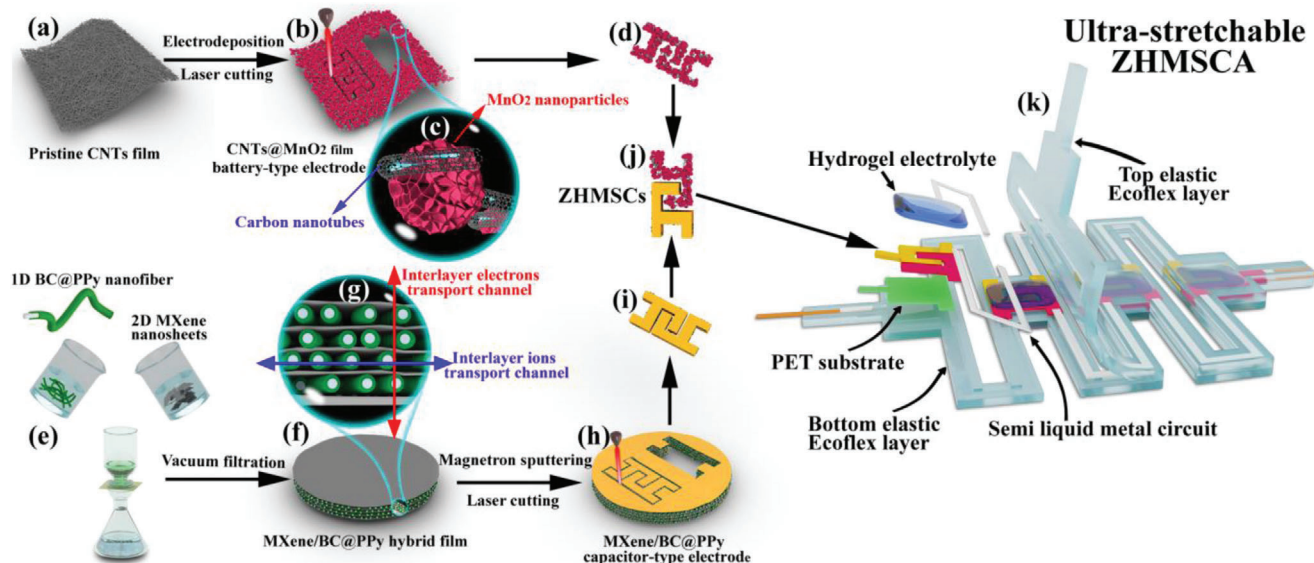 (a)
Electrodeposition
Laser cutting
Pristine CNTs film
(b)
CNTs@MnO2 film
battery-type electrode
MnO2 nanoparticles
(c)
Carbon nanotubes
(d)
(j)
ZHMSCs
1D BC@PPy nanofiber
2D MXene
nanosheets
(e)
Vacuum filtration
(g)
Interlayer electrons
transport channel
Interlayer ions
transport channel
(f)
MXene/BC@PPy hybrid film
Magnetron sputtering
Laser cutting
(h)
MXene/BC@PPy
capacitor-type electrode
(i)
Ultra-stretchable
ZHMSCA
(k)
Hydrogel electrolyte
Top elastic
Ecoflex layer
PET substrate
Bottom elastic
Ecoflex layer
Semi liquid metal circuit